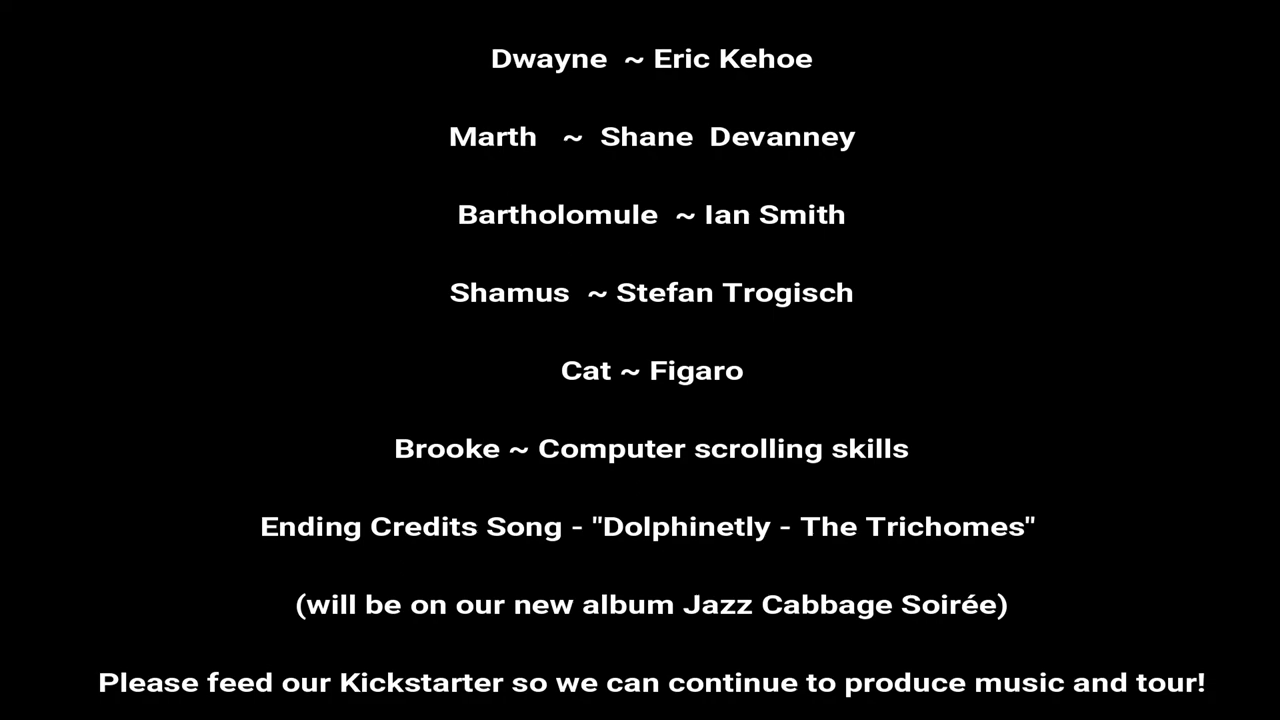 Dwayne ~ Eric Kehoe
Marth ~ Shane Devanney
Bartholomule ~ Ian Smith
Shamus ~ Stefan Trogisch
Cat ~ Figaro
Brooke ~ Computer scrolling skills
Ending Credits Song - "Dolphinetly - The Trichomes"
(will be on our new album Jazz Cabbage Soirée)
Please feed our Kickstarter so we can continue to produce music and tour!